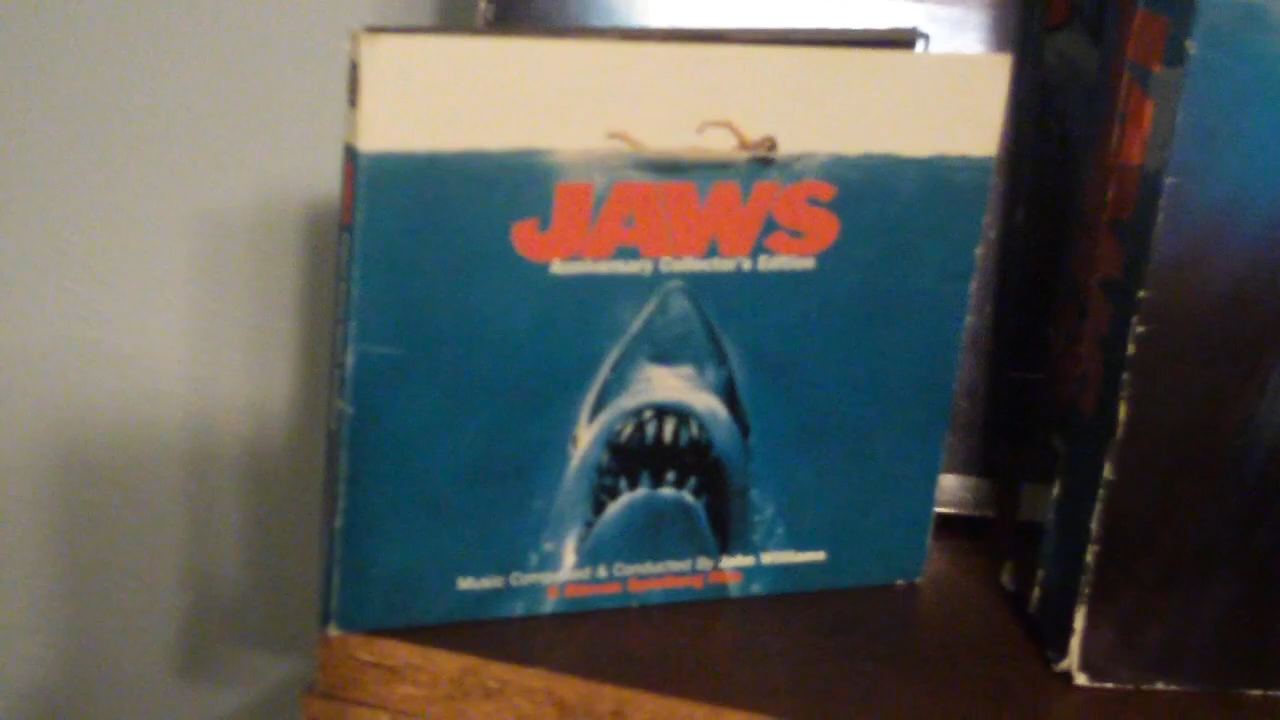 JAWS
Anniversary Collector's Edition
Music Composed & Conducted By John Williams
A Steven Spielberg Film